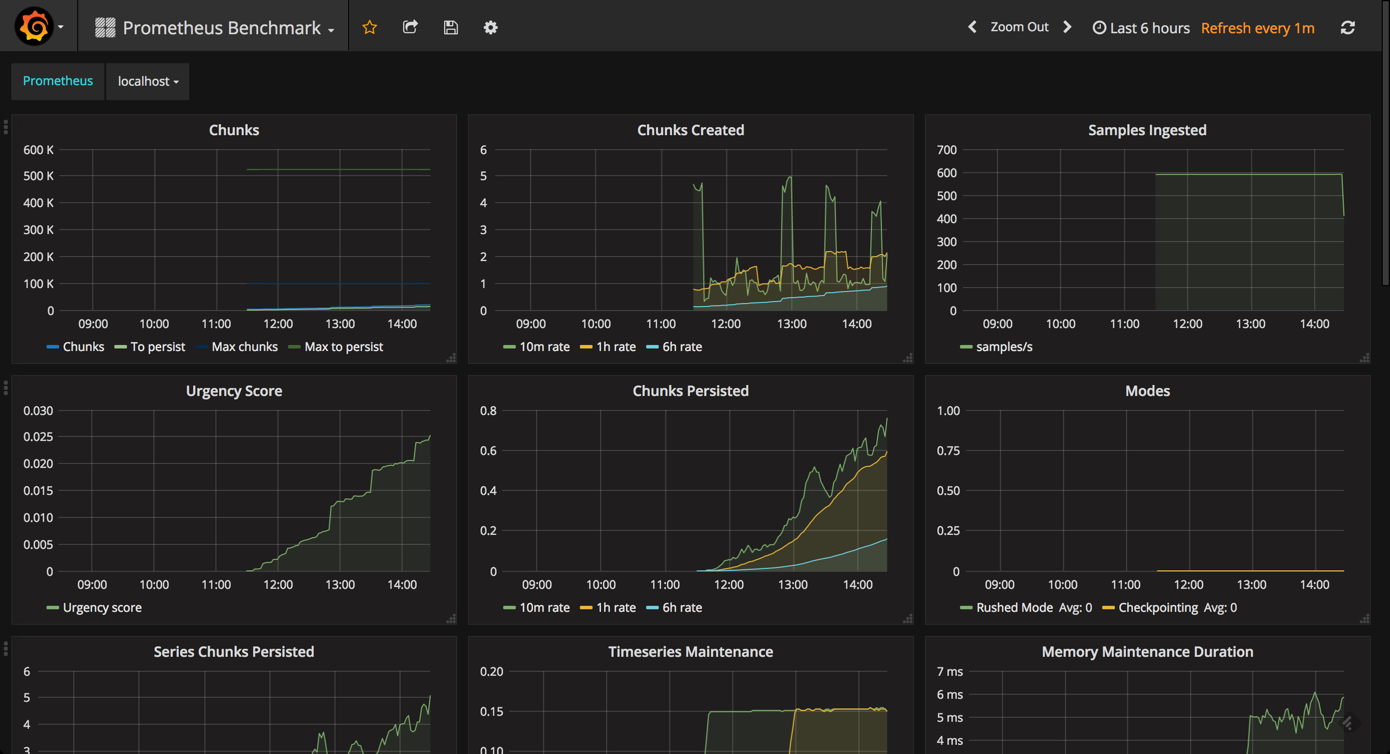 Prometheus Benchmark
Zoom Out
Last 6 hours Refresh every 1m
Prometheus
localhost
Chunks
600 K
500 K
400 K
300 K
200 K
100 K
0
09:00 10:00 11:00 12:00 13:00 14:00
Chunks To persist Max chunks Max to persist
Chunks Created
6
5
4
3
2
1
0
09:00 10:00 11:00 12:00 13:00 14:00
10m rate 1h rate 6h rate
Samples Ingested
700
600
500
400
300
200
100
0
09:00 10:00 11:00 12:00 13:00 14:00
samples/s
Urgency Score
0.030
0.025
0.020
0.015
0.010
0.005
0
09:00 10:00 11:00 12:00 13:00 14:00
Urgency score
Chunks Persisted
0.8
0.6
0.4
0.2
0
09:00 10:00 11:00 12:00 13:00 14:00
10m rate 1h rate 6h rate
Modes
1.00
0.75
0.50
0.25
0
09:00 10:00 11:00 12:00 13:00 14:00
Rushed Mode Avg: 0 Checkpointing Avg: 0
Series Chunks Persisted
6
5
4
3
Timeseries Maintenance
0.20
0.15
0.10
Memory Maintenance Duration
7 ms
6 ms
5 ms
4 ms